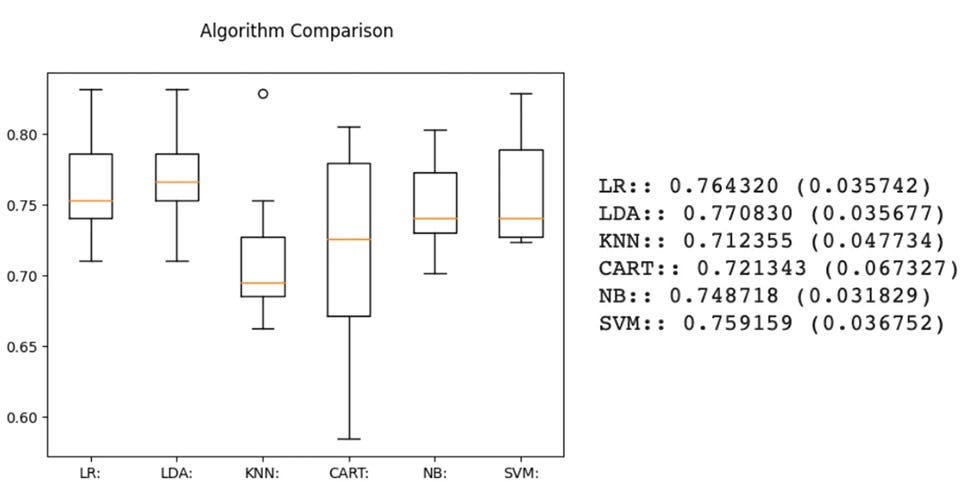 Algorithm Comparison
0.80
0.75
0.70
0.65
0.60
LR: LDA: KNN: CART: NB: SVM:
LR:: 0.764320 (0.035742)
LDA:: 0.770830 (0.035677)
KNN:: 0.712355 (0.047734)
CART:: 0.721343 (0.067327)
NB:: 0.748718 (0.031829)
SVM:: 0.759159 (0.036752)